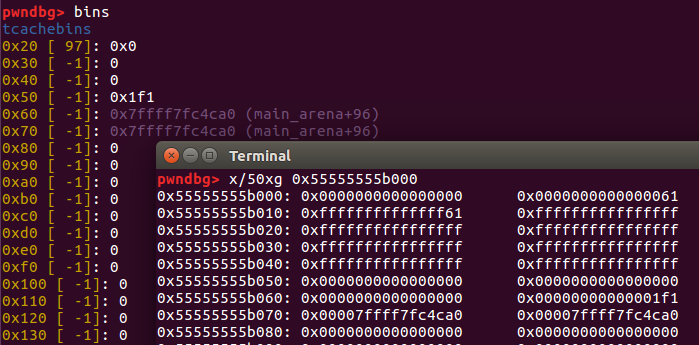 pwndbg> bins
tcachebins
0x20 [ 97]: 0x0
0x30 [ -1]: 0
0x40 [ -1]: 0
0x50 [ -1]: 0x1f1
0x60 [ -1]: 0x7ffff7fc4ca0 (main_arena+96)
0x70 [ -1]: 0x7ffff7fc4ca0 (main_arena+96)
0x80 [ -1]: 0
0x90 [ -1]: 0
0xa0 [ -1]: 0
0xb0 [ -1]: 0
0xc0 [ -1]: 0
0xd0 [ -1]: 0
0xe0 [ -1]: 0
0xf0 [ -1]: 0
0x100 [ -1]: 0
0x110 [ -1]: 0
0x120 [ -1]: 0
0x130 [ -1]: 0
Terminal
pwndbg> x/50xg 0x55555555b000
0x55555555b000: 0x0000000000000000 0x0000000000000061
0x55555555b010: 0xffffffffffffff61 0xffffffffffffffff
0x55555555b020: 0xffffffffffffffff 0xffffffffffffffff
0x55555555b030: 0xffffffffffffffff 0xffffffffffffffff
0x55555555b040: 0xffffffffffffffff 0xffffffffffffffff
0x55555555b050: 0x0000000000000000 0x0000000000000000
0x55555555b060: 0x0000000000000000 0x00000000000001f1
0x55555555b070: 0x00007ffff7fc4ca0 0x00007ffff7fc4ca0
0x55555555b080: 0x0000000000000000 0x0000000000000000